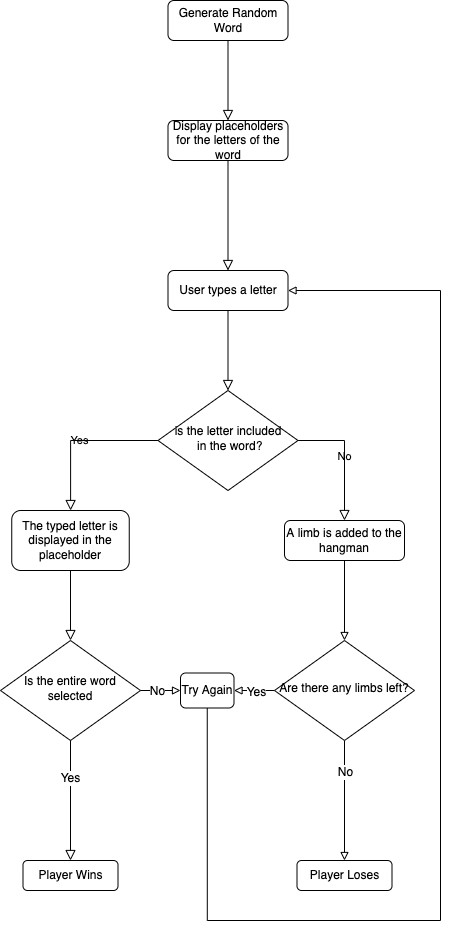 Generate Random
Word
Display placeholders
for the letters of the
word
User types a letter
Is the letter included
in the word?
Yes
No
The typed letter is
displayed in the
placeholder
A limb is added to the
hangman
Is the entire word
selected
No
Try Again
Yes
Are there any limbs left?
Yes
No
Player Wins
Player Loses